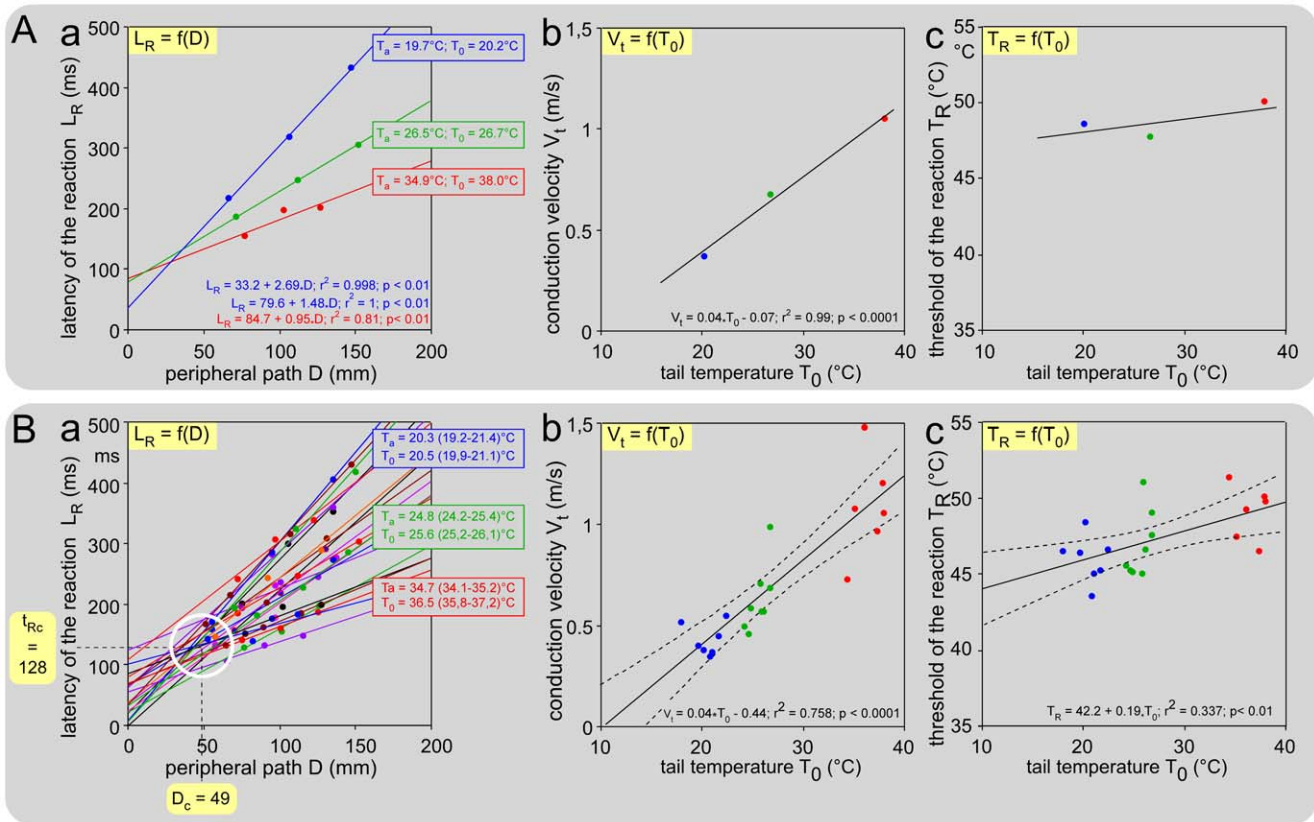 A
a
L_R = f(D)
latency of the reaction L_R (ms)
500
400
300
200
100
0
T_a = 19.7°C; T_0 = 20.2°C
T_a = 26.5°C; T_0 = 26.7°C
T_a = 34.9°C; T_0 = 38.0°C
L_R = 33.2 + 2.69.D; r² = 0.998; p < 0.01
L_R = 79.6 + 1.48.D; r² = 1; p < 0.01
L_R = 84.7 + 0.95.D; r² = 0.81; p < 0.01
0 50 100 150 200
peripheral path D (mm)
b
V_t = f(T_0)
conduction velocity V_t (m/s)
1,5
1
0.5
0
V_t = 0.04*T_0 - 0.07; r² = 0.99; p < 0.0001
10 20 30 40
tail temperature T_0 (°C)
c
T_R = f(T_0)
threshold of the reaction T_R (°C)
55
°C
50
45
40
35
10 20 30 40
tail temperature T_0 (°C)
B
a
L_R = f(D)
latency of the reaction L_R (ms)
500
ms
400
300
200
100
0
T_a = 20.3 (19.2-21.4)°C
T_0 = 20.5 (19,9-21.1)°C
T_a = 24.8 (24.2-25.4)°C
T_0 = 25.6 (25,2-26,1)°C
Ta = 34.7 (34.1-35.2)°C
T_0 = 36.5 (35,8-37,2)°C
t_Rc
=
128
0 50 100 150 200
peripheral path D (mm)
D_c = 49
b
V_t = f(T_0)
conduction velocity V_t (m/s)
1.5
1
0.5
0
V_t = 0.04*T_0 - 0.44; r² = 0.758; p < 0.0001
10 20 30 40
tail temperature T_0 (°C)
c
T_R = f(T_0)
threshold of the reaction T_R (°C)
55
50
45
40
35
T_R = 42.2 + 0.19.T_0; r² = 0.337; p< 0.01
10 20 30 40
tail temperature T_0 (°C)